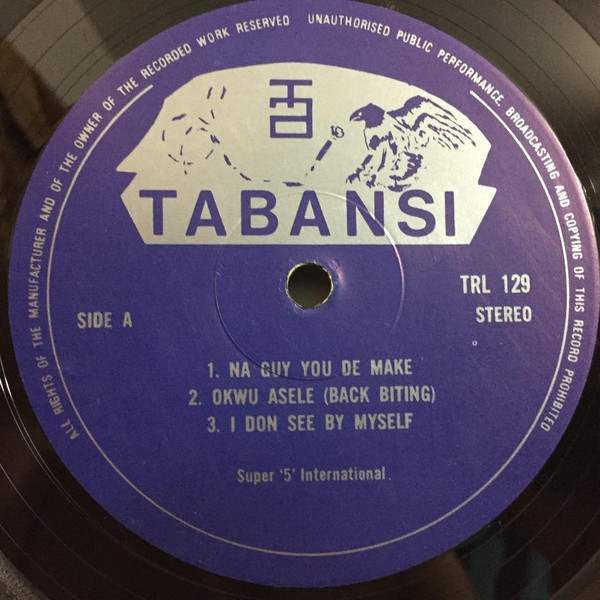 ALL RIGHTS OF THE MANUFACTURER AND OF THE OWNER OF THE RECORDED WORK RESERVED UNAUTHORISED PUBLIC PERFORMANCE, BROADCASTING AND COPYING OF THIS RECORD PROHIBITED
TABANSI
TRL 129
SIDE A
STEREO
1. NA GUY YOU DE MAKE
2. OKWU ASELE (BACK BITING)
3. I DON SEE BY MYSELF
Super '5' International.